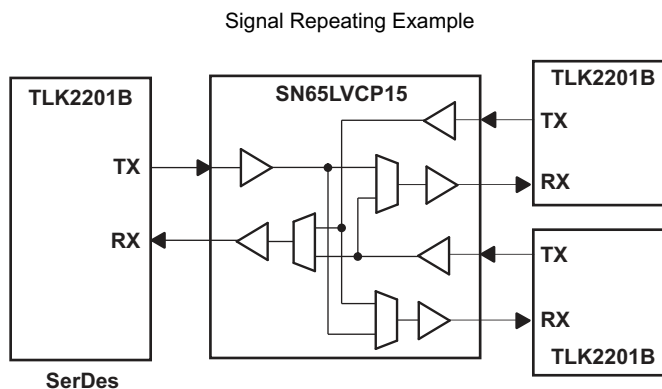 Signal Repeating Example
TLK2201B
TX
RX
SerDes
SN65LVCP15
TLK2201B
TX
RX
TX
RX
TLK2201B